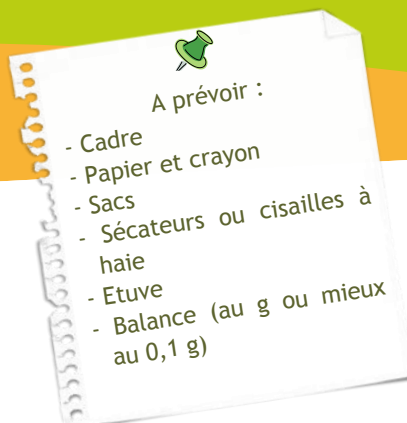 A prévoir :
- Cadre
- Papier et crayon
- Sacs
- Sécateurs ou cisailles à
haie
- Etuve
- Balance (au g ou mieux
au 0,1 g)